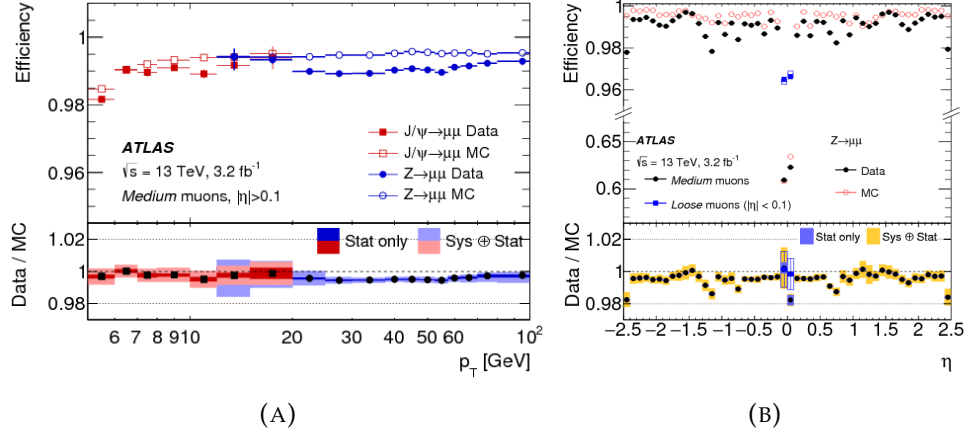 Efficiency
1
0.98
0.96
ATLAS
√s = 13 TeV, 3.2 fb⁻¹
Medium muons, |η|>0.1
J/ψ→μμ Data
J/ψ→μμ MC
Z→μμ Data
Z→μμ MC
Data / MC
1.02
1
0.98
Stat only
Sys ⊕ Stat
6 7 8 9 10 20 30 40 50 60 10²
p_T [GeV]
(A)
Efficiency
1
0.98
0.96
0.65
0.6
ATLAS
√s = 13 TeV, 3.2 fb⁻¹
Medium muons
Loose muons (|η| < 0.1)
Z→μμ
Data
MC
Data / MC
1.02
1
0.98
Stat only
Sys ⊕ Stat
−2.5 −2 −1.5 −1 −0.5 0 0.5 1 1.5 2 2.5
η
(B)